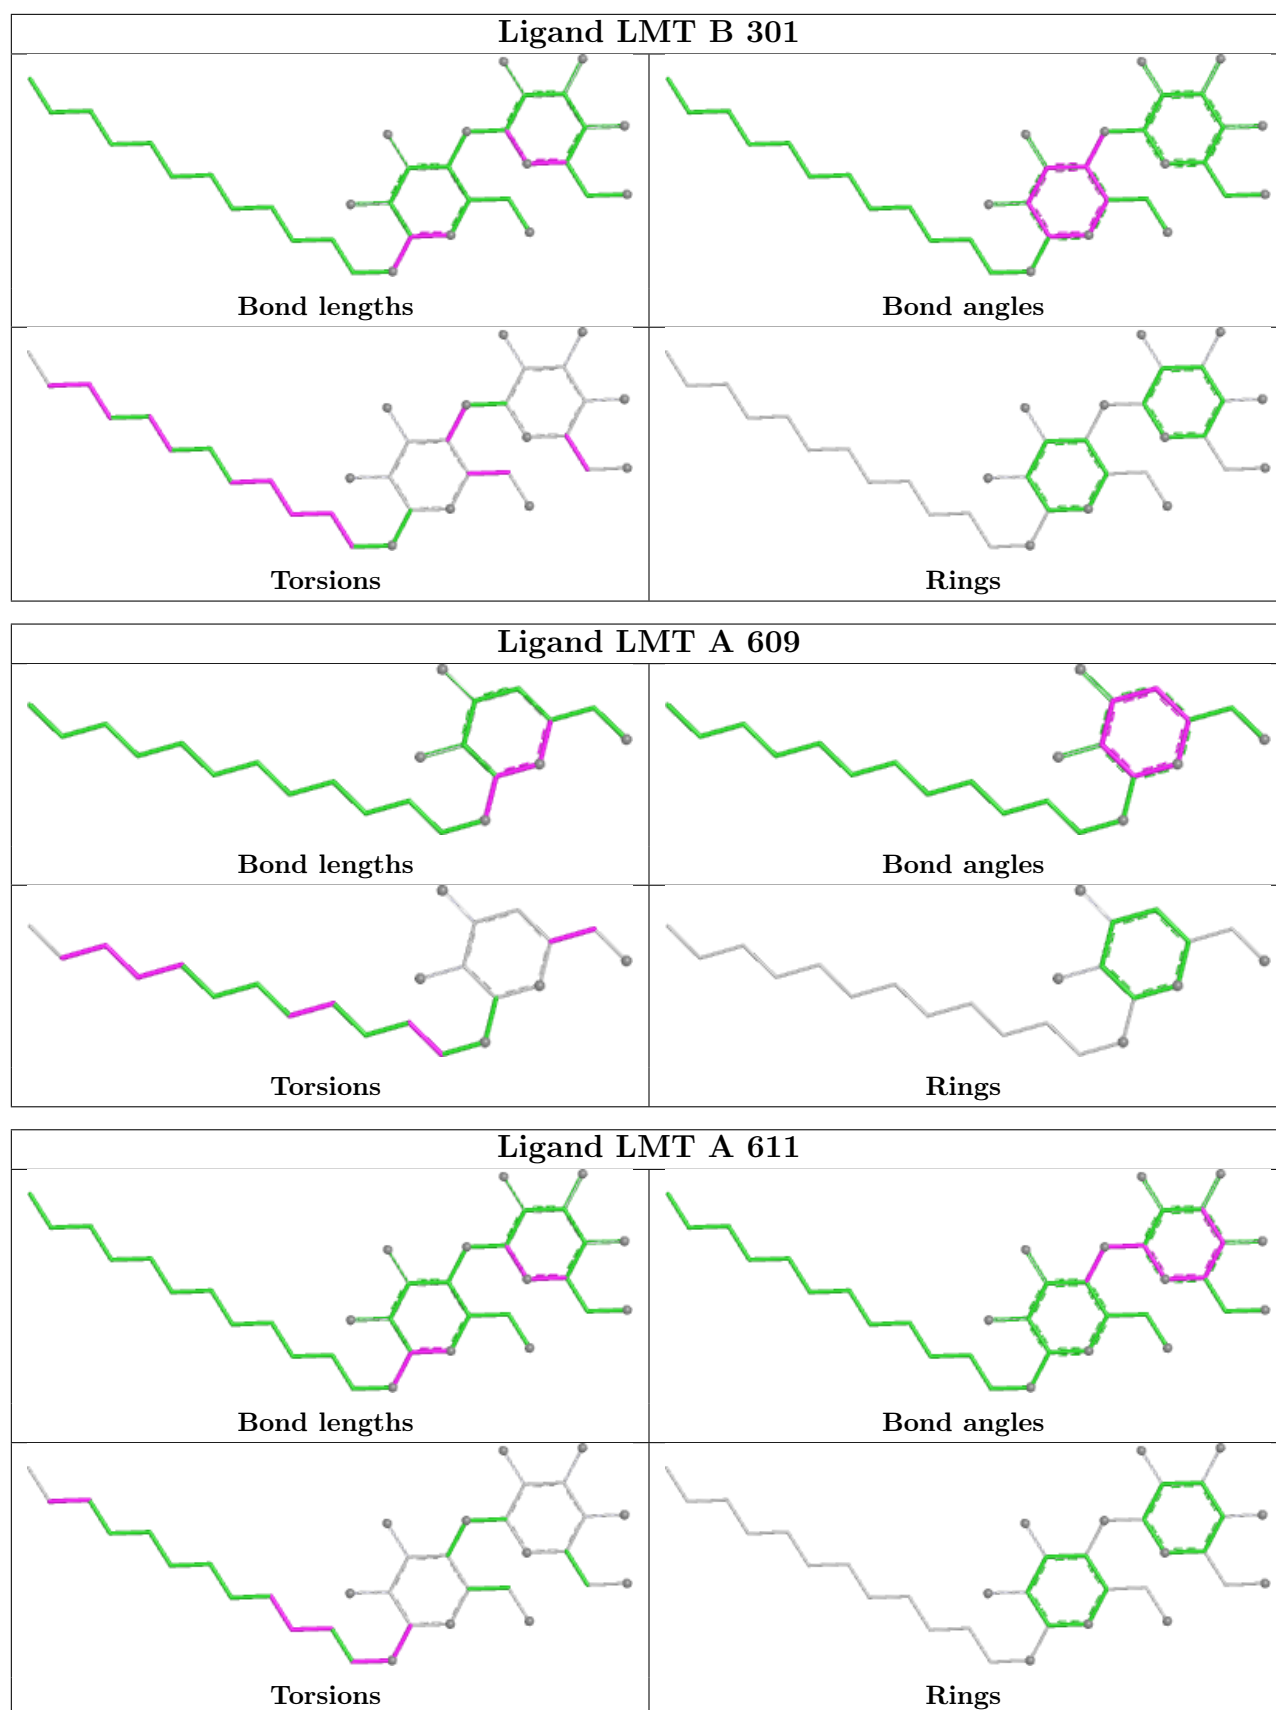 Ligand LMT B 301
Bond lengths
Bond angles
Torsions
Rings
Ligand LMT A 609
Bond lengths
Bond angles
Torsions
Rings
Ligand LMT A 611
Bond lengths
Bond angles
Torsions
Rings